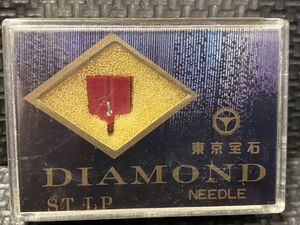 東京宝石
DIAMOND
NEEDLE
ST LP